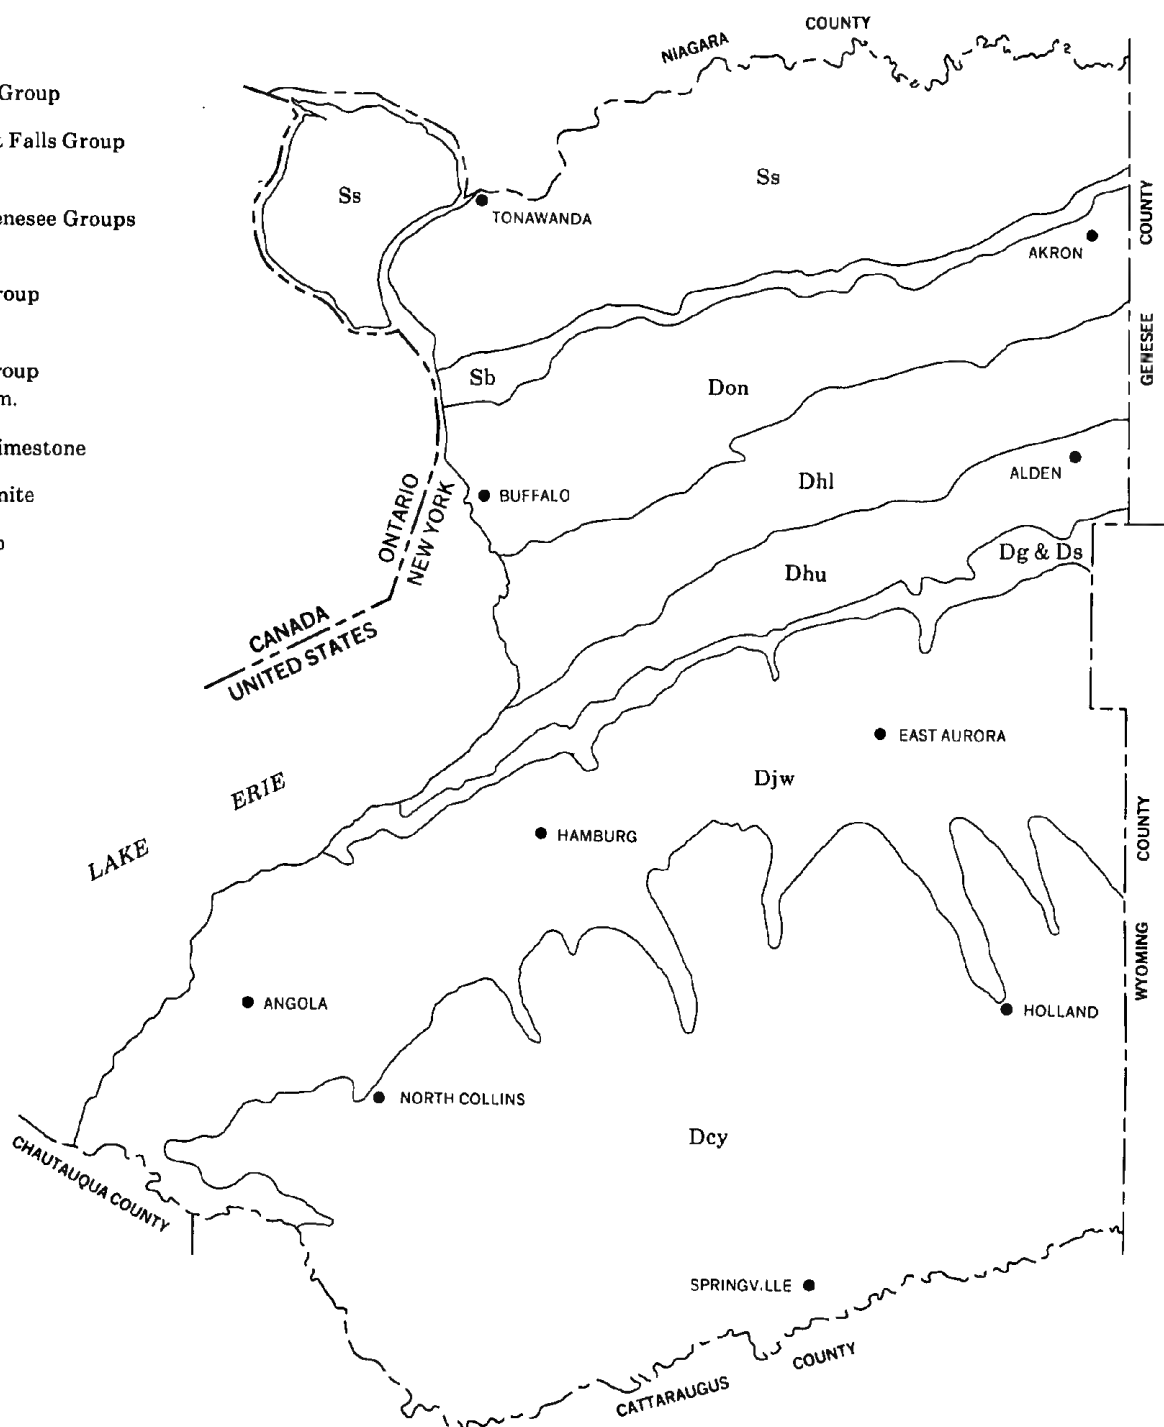 Group
Falls Group
enesee Groups
roup
roup
m.
imestone
nite
NIAGARA COUNTY
Ss
Ss
TONAWANDA
AKRON
GENESEE COUNTY
Sb
Don
BUFFALO
Dhl
ALDEN
ONTARIO
NEW YORK
Dg & Ds
Dhu
CANADA
UNITED STATES
EAST AURORA
Djw
LAKE ERIE
HAMBURG
WYOMING COUNTY
ANGOLA
HOLLAND
NORTH COLLINS
Dcy
CHAUTAUQUA COUNTY
SPRINGV.LLE
CATTARAUGUS COUNTY